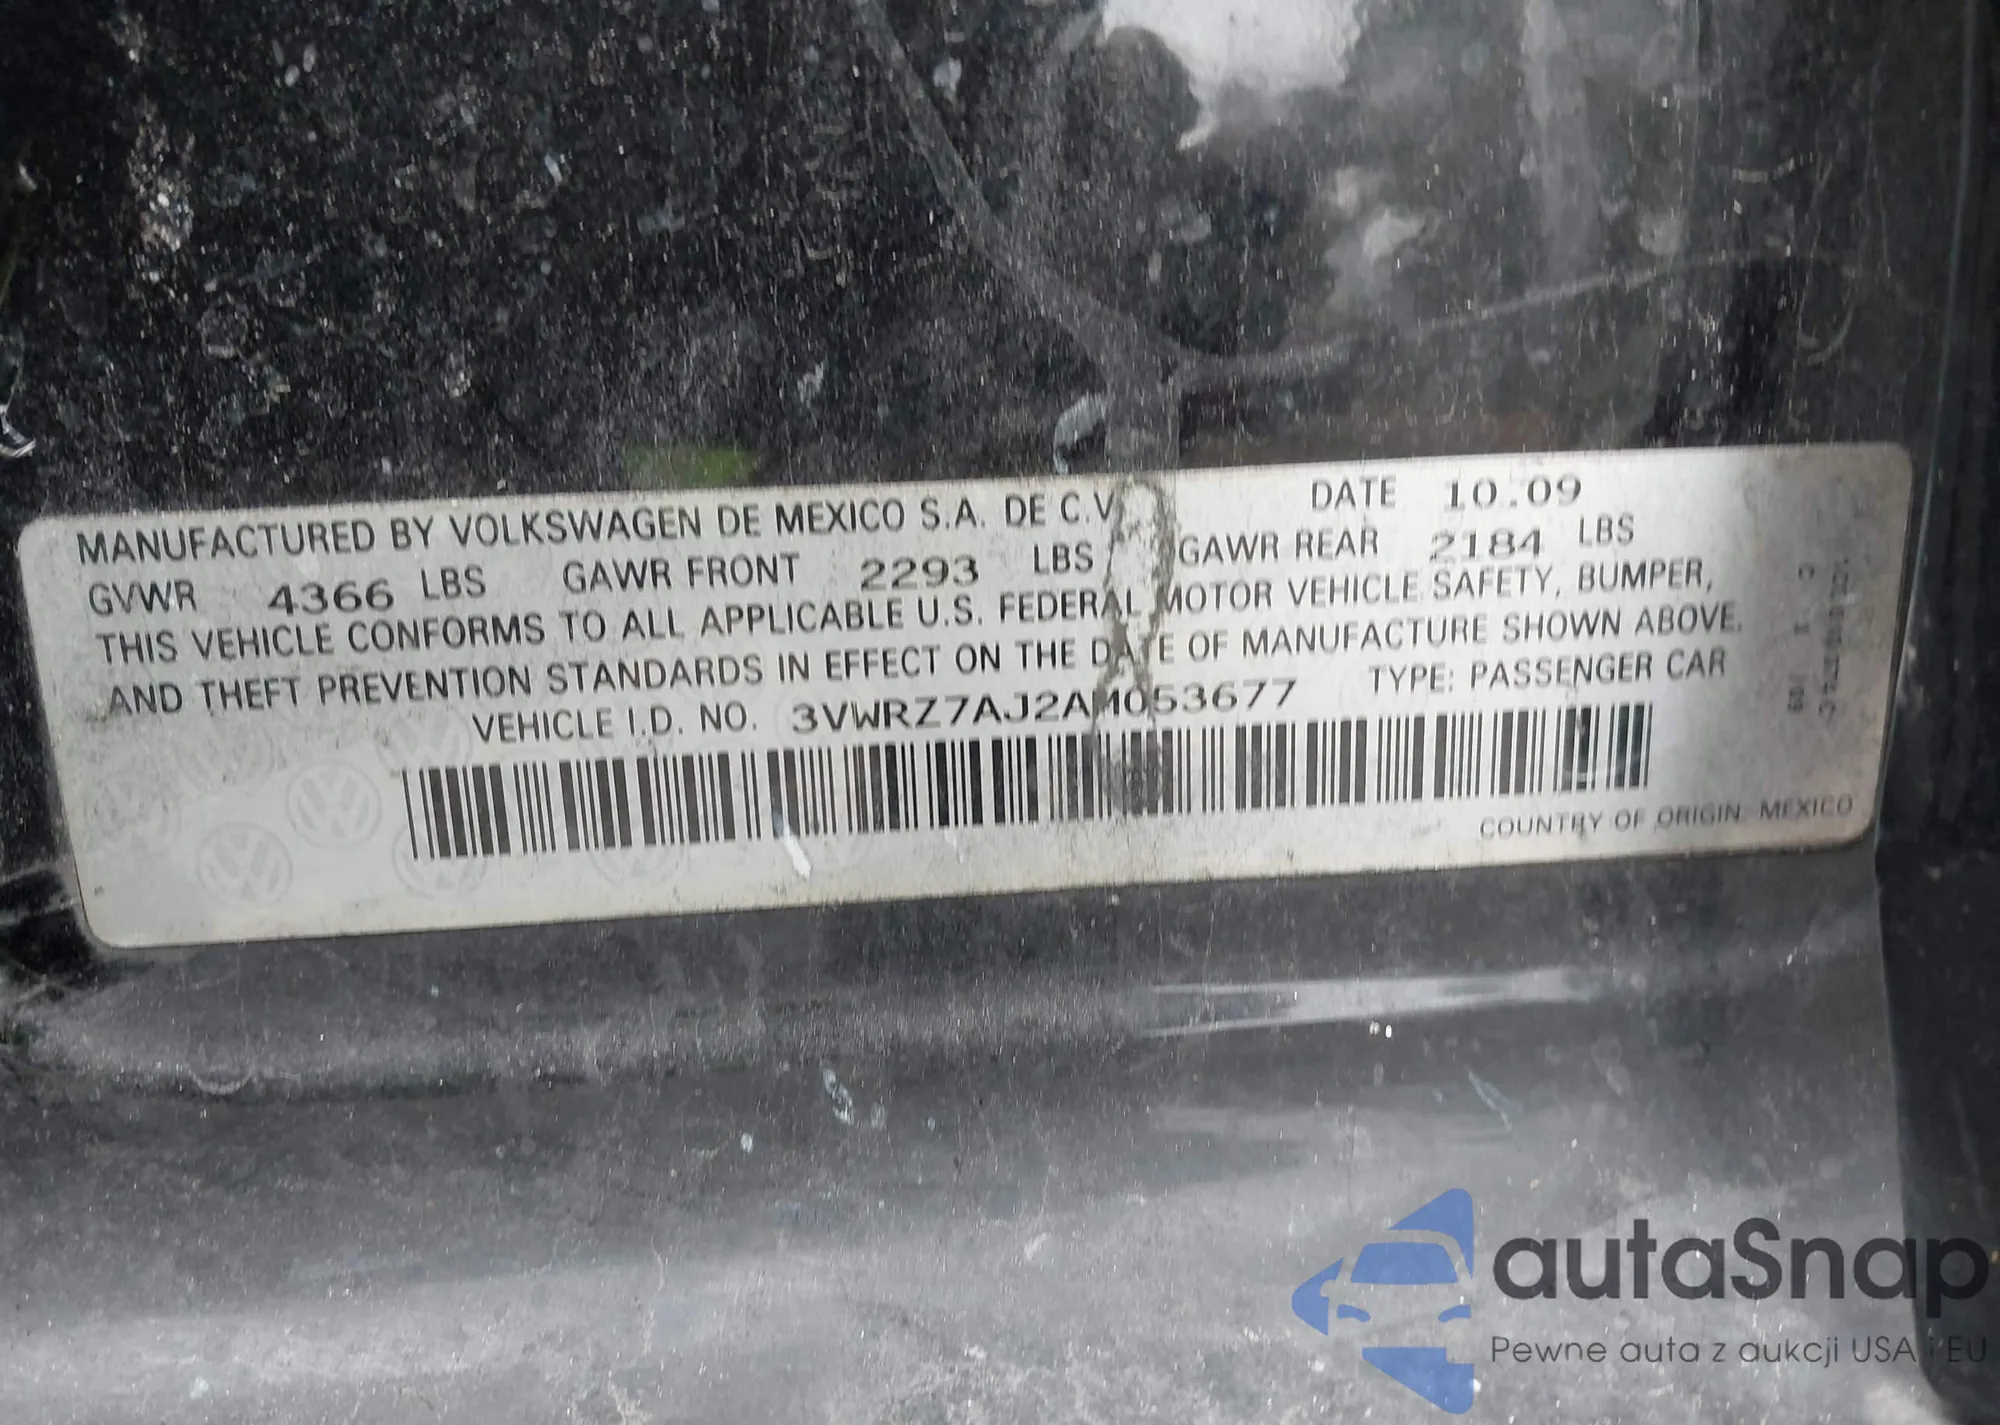 MANUFACTURED BY VOLKSWAGEN DE MEXICO S.A. DE C.V. DATE 10.09
GVWR 4366 LBS GAWR FRONT 2293 LBS GAWR REAR 2184 LBS
THIS VEHICLE CONFORMS TO ALL APPLICABLE U.S. FEDERAL MOTOR VEHICLE SAFETY, BUMPER,
AND THEFT PREVENTION STANDARDS IN EFFECT ON THE DATE OF MANUFACTURE SHOWN ABOVE.
VEHICLE I.D. NO. 3VWRZ7AJ2AM053677 TYPE: PASSENGER CAR
COUNTRY OF ORIGIN MEXICO
autaSnap
Pewne auta z aukcji USA i EU